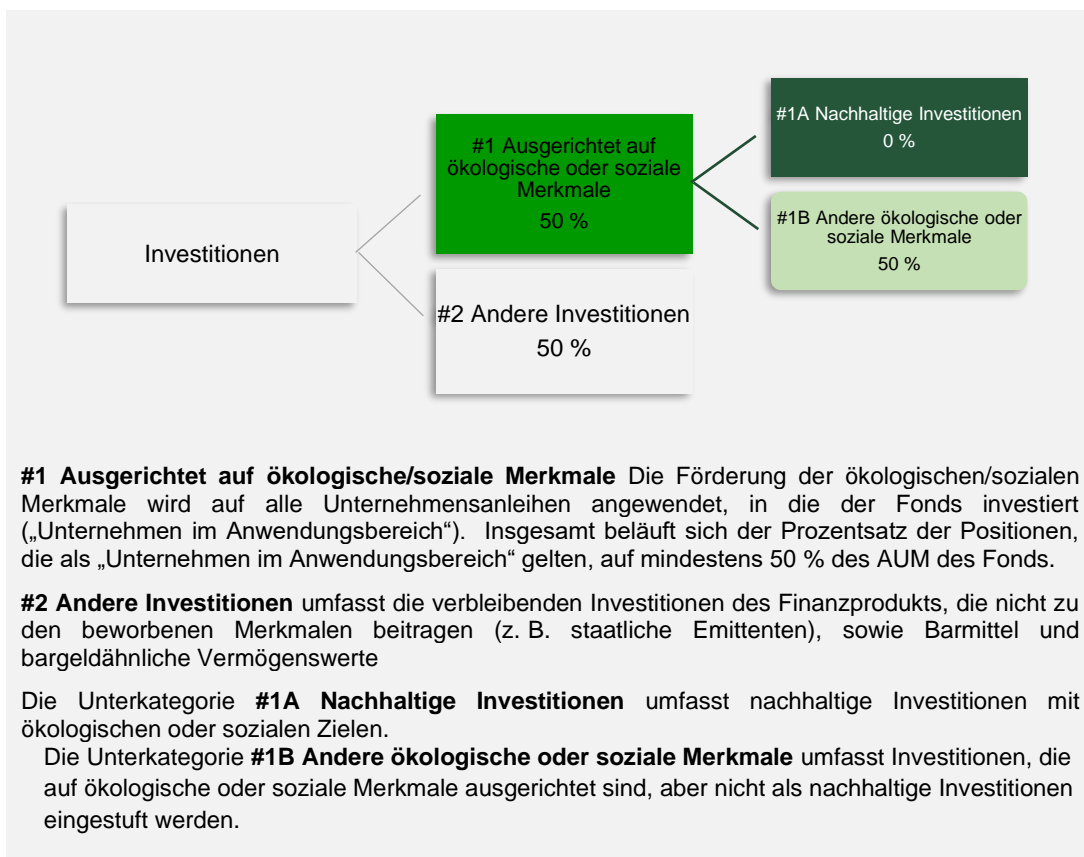 Investitionen
#1 Ausgerichtet auf
ökologische oder soziale
Merkmale
50 %
#2 Andere Investitionen
50 %
#1A Nachhaltige Investitionen
0 %
#1B Andere ökologische oder
soziale Merkmale
50 %
#1 Ausgerichtet auf ökologische/soziale Merkmale Die Förderung der ökologischen/sozialen
Merkmale wird auf alle Unternehmensanleihen angewendet, in die der Fonds investiert
(„Unternehmen im Anwendungsbereich“). Insgesamt beläuft sich der Prozentsatz der Positionen,
die als „Unternehmen im Anwendungsbereich“ gelten, auf mindestens 50 % des AUM des Fonds.
#2 Andere Investitionen umfasst die verbleibenden Investitionen des Finanzprodukts, die nicht zu
den beworbenen Merkmalen beitragen (z. B. staatliche Emittenten), sowie Barmittel und
bargeldähnliche Vermögenswerte
Die Unterkategorie #1A Nachhaltige Investitionen umfasst nachhaltige Investitionen mit
ökologischen oder sozialen Zielen.
Die Unterkategorie #1B Andere ökologische oder soziale Merkmale umfasst Investitionen, die
auf ökologische oder soziale Merkmale ausgerichtet sind, aber nicht als nachhaltige Investitionen
eingestuft werden.